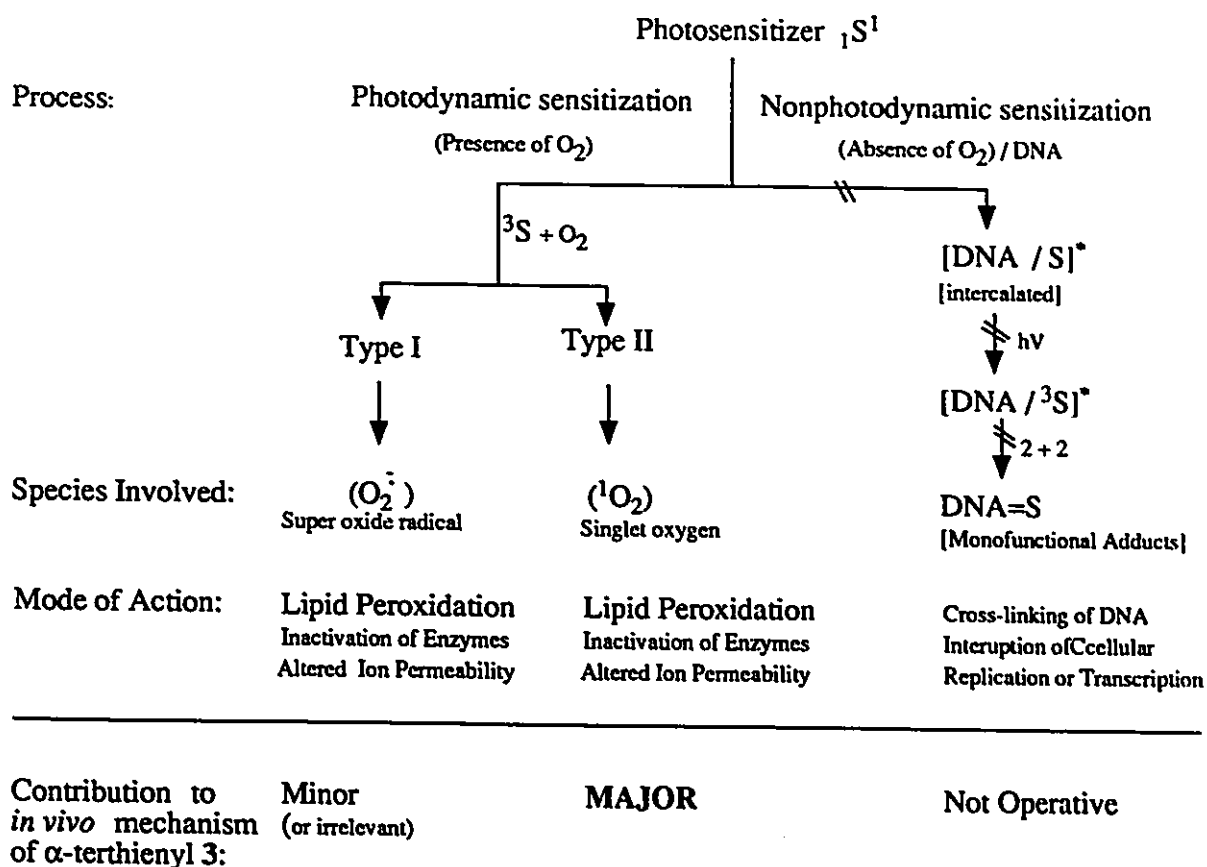 Photosensitizer ₁S¹
Process:
Photodynamic sensitization
(Presence of O₂)
Nonphotodynamic sensitization
(Absence of O₂) / DNA
³S + O₂
[DNA / S]*
[intercalated]
hν
Type I
Type II
[DNA / ³S]*
2 + 2
Species Involved:
(O₂⁻̇)
Super oxide radical
(¹O₂)
Singlet oxygen
DNA=S
[Monofunctional Adducts]
Mode of Action:
Lipid Peroxidation
Inactivation of Enzymes
Altered Ion Permeability
Lipid Peroxidation
Inactivation of Enzymes
Altered Ion Permeability
Cross-linking of DNA
Interuption ofCcellular
Replication or Transcription
Contribution to
in vivo mechanism
of α-terthienyl 3:
Minor
(or irrelevant)
MAJOR
Not Operative